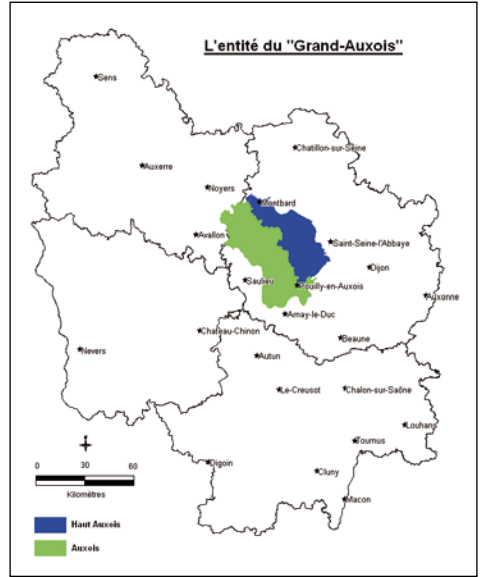 L'entité du "Grand-Auxois"
Sens
Chatillon-sur-Seine
Auxerre
Noyers
Montbard
Avallon
Saint-Seine-l'Abbaye
Dijon
Saulieu
Pouilly-en-Auxois
Auxonne
Arnay-le-Duc
Chateau-Chinon
Beaune
Nevers
Autun
Le-Creusot
Chalon-sur-Saône
Louhans
Tournus
Digoin
Cluny
Macon
0 30 60
Kilomètres
Haut Auxois
Auxois